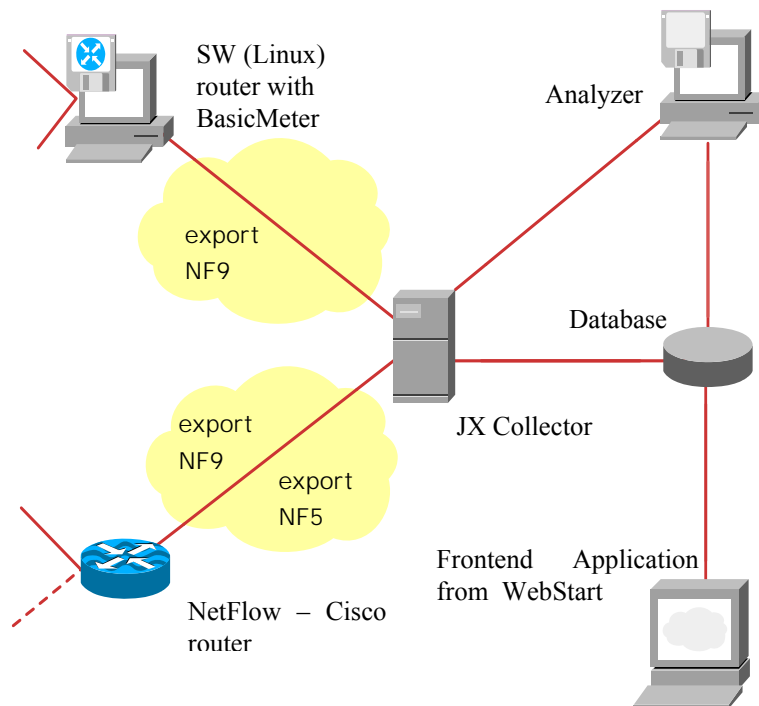 SW (Linux)
router with
BasicMeter
Analyzer
export
NF9
Database
JX Collector
export
NF9
export
NF5
Frontend Application
from WebStart
NetFlow – Cisco
router